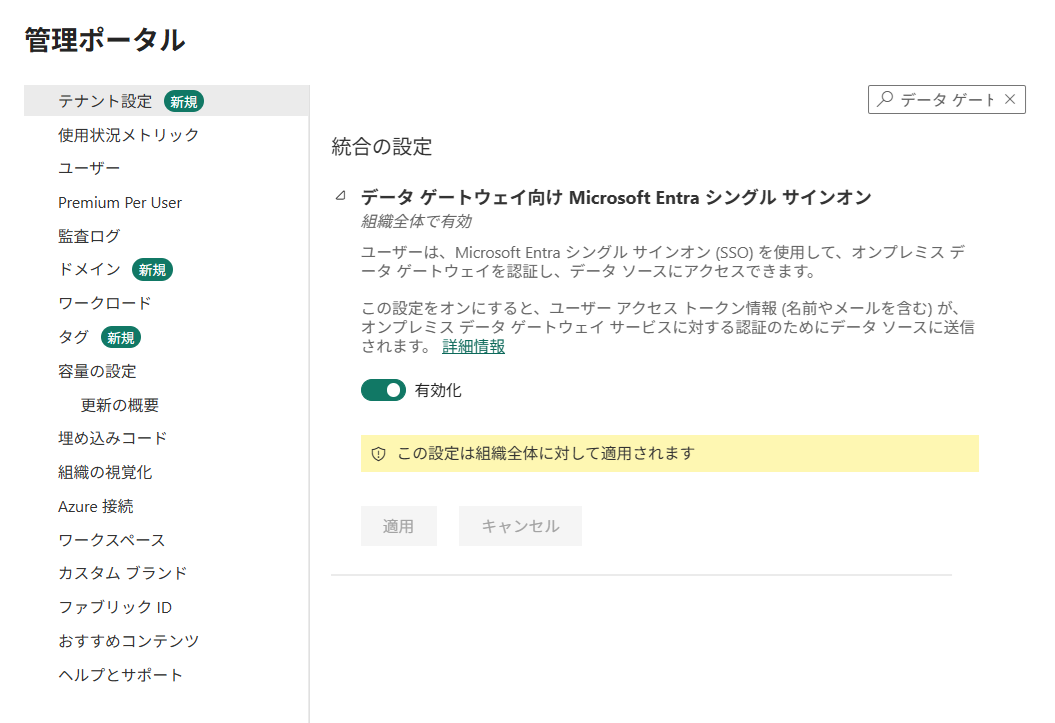 管理ポータル
テナント設定 新規
使用状況メトリック
ユーザー
Premium Per User
監査ログ
ドメイン 新規
ワークロード
タグ 新規
容量の設定
更新の概要
埋め込みコード
組織の視覚化
Azure 接続
ワークスペース
カスタム ブランド
ファブリック ID
おすすめコンテンツ
ヘルプとサポート
データ ゲート
統合の設定
データ ゲートウェイ向け Microsoft Entra シングル サインオン
組織全体で有効
ユーザーは、Microsoft Entra シングル サインオン (SSO) を使用して、オンプレミス デ
ータ ゲートウェイを認証し、データ ソースにアクセスできます。
この設定をオンにすると、ユーザー アクセス トークン情報 (名前やメールを含む) が、
オンプレミス データ ゲートウェイ サービスに対する認証のためにデータ ソースに送信
されます。 詳細情報
有効化
この設定は組織全体に対して適用されます
適用 キャンセル